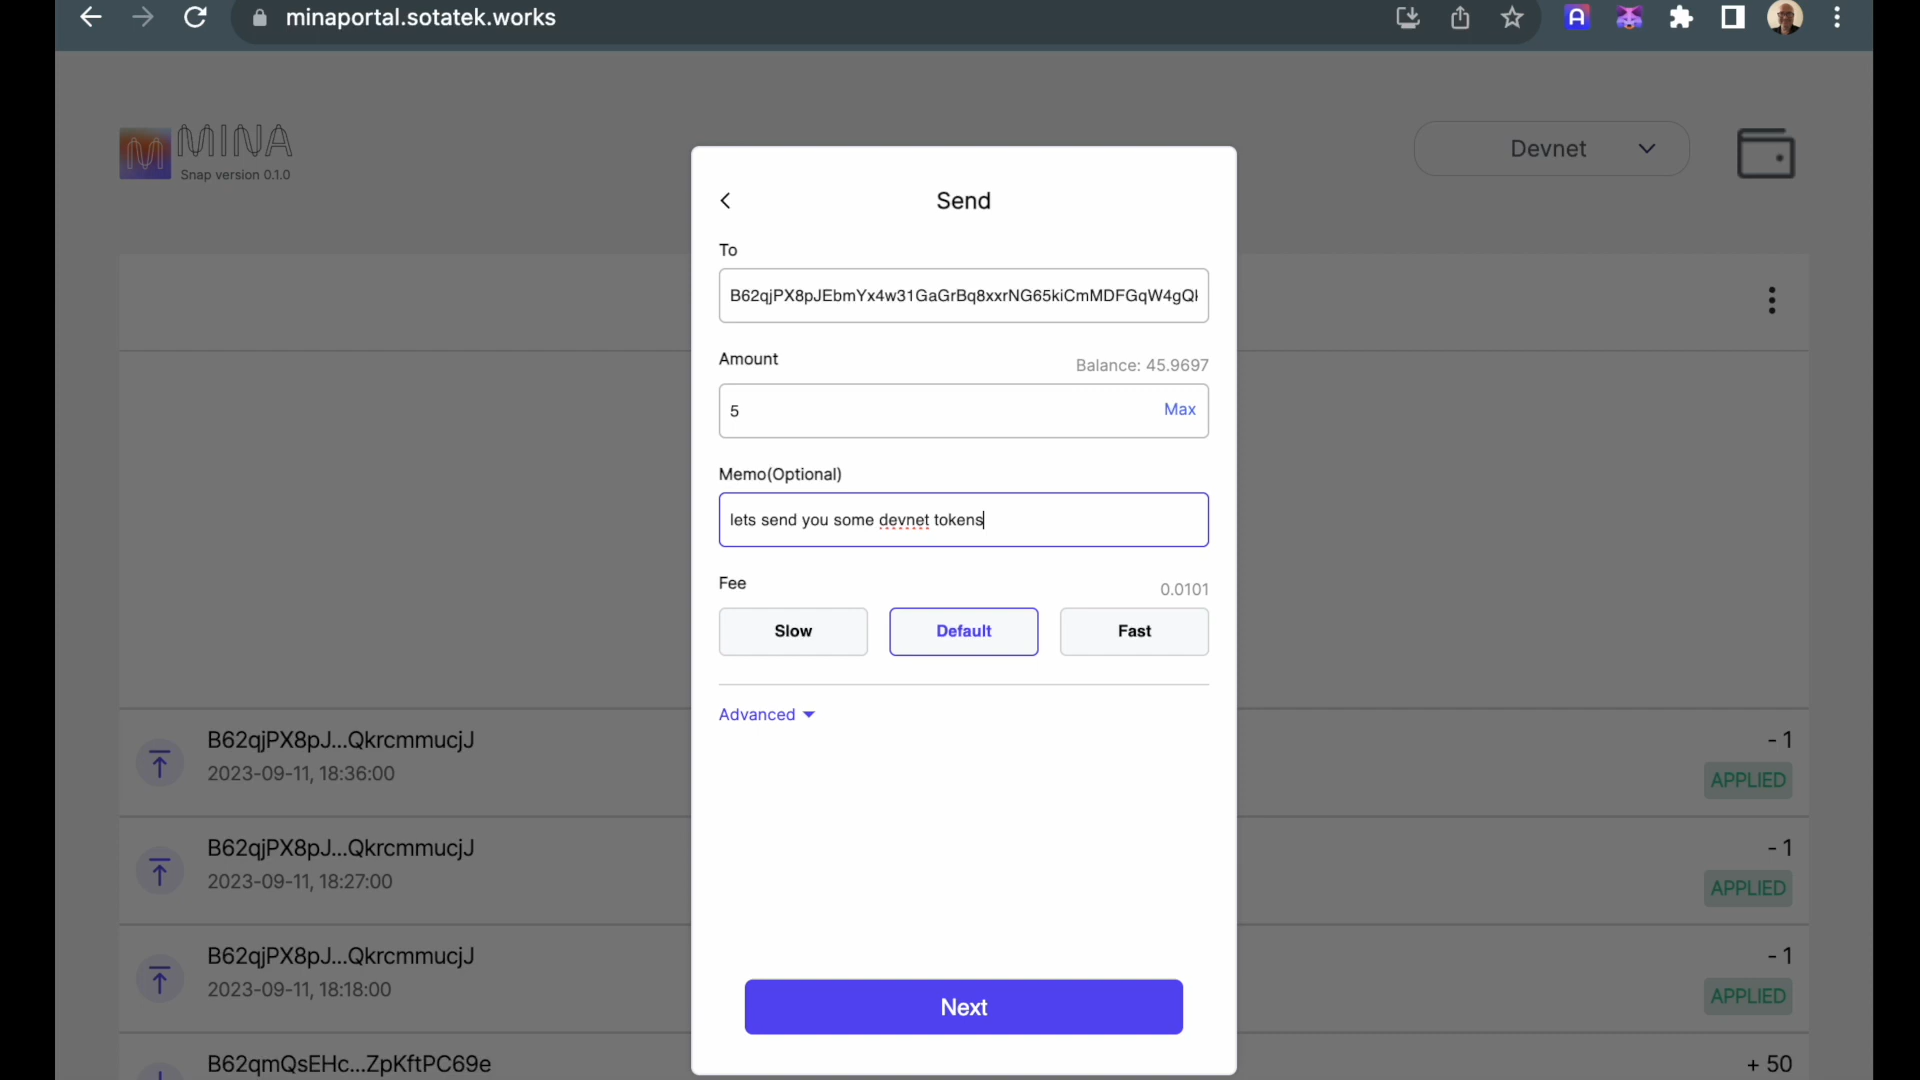 minaportal.sotatek.works
A
MINA
Snap version 0.1.0
Devnet
Send
To
B62qjPX8pJEbmYx4w31GaGrBq8xxrNG65kiCmMDFGqW4gQ
Amount
Balance: 45.9697
5
Max
Memo(Optional)
lets send you some devnet tokens
Fee
0.0101
Slow
Default
Fast
Advanced
B62qjPX8pJ...QkrcmmucjJ
- 1
2023-09-11, 18:36:00
APPLIED
B62qjPX8pJ...QkrcmmucjJ
- 1
2023-09-11, 18:27:00
APPLIED
B62qjPX8pJ...QkrcmmucjJ
- 1
2023-09-11, 18:18:00
APPLIED
Next
B62qmQsEHc...ZpKftPC69e
+ 50